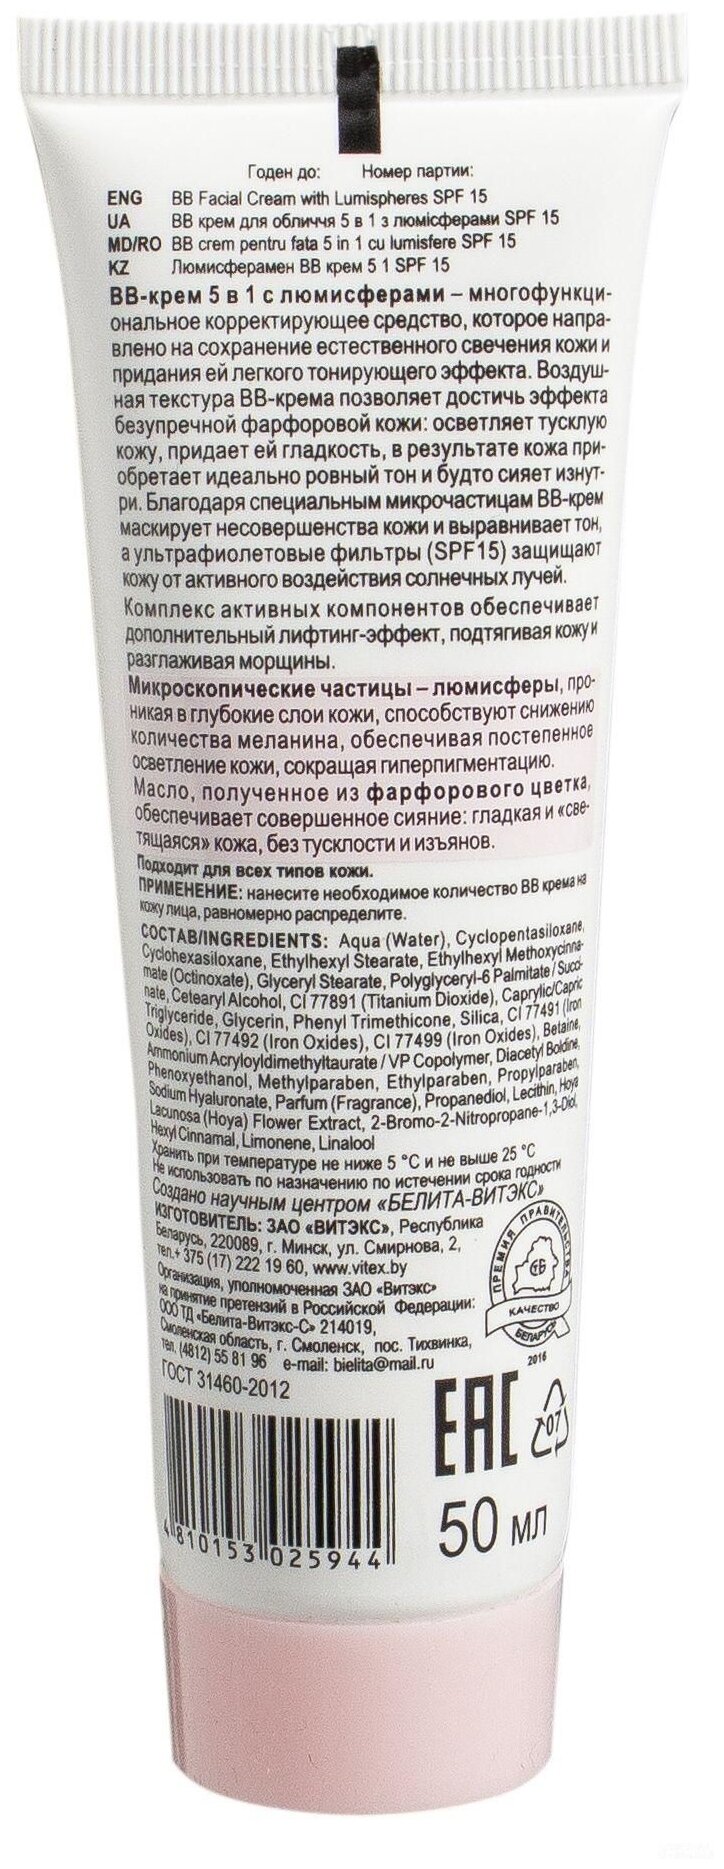 Годен до: Номер партии:
ENG BB Facial Cream with Lumispheres SPF 15
UA ВВ крем для обличчя 5 в 1 з люмісферами SPF 15
MD/RO BB crem pentru fata 5 in 1 cu lumisfere SPF 15
KZ Люмисферамен ВВ крем 5 1 SPF 15
ВВ-крем 5 в 1 с люмисферами – многофункци-
ональное корректирующее средство, которое напра-
влено на сохранение естественного свечения кожи и
придания ей легкого тонирующего эффекта. Воздуш-
ная текстура ВВ-крема позволяет достичь эффекта
безупречной фарфоровой кожи: осветляет тусклую
кожу, придает ей гладкость, в результате кожа при-
обретает идеально ровный тон и будто сияет изнут-
ри. Благодаря специальным микрочастицам ВВ-крем
маскирует несовершенства кожи и выравнивает тон,
а ультрафиолетовые фильтры (SPF15) защищают
кожу от активного воздействия солнечных лучей.
Комплекс активных компонентов обеспечивает
дополнительный лифтинг-эффект, подтягивая кожу и
разглаживая морщины.
Микроскопические частицы – люмисферы, про-
никая в глубокие слои кожи, способствуют снижению
количества меланина, обеспечивая постепенное
осветление кожи, сокращая гиперпигментацию.
Масло, полученное из фарфорового цветка,
обеспечивает совершенное сияние: гладкая и «све-
тящаяся» кожа, без тусклости и изъянов.
Подходит для всех типов кожи.
ПРИМЕНЕНИЕ: нанесите необходимое количество ВВ крема на
кожу лица, равномерно распределите.
СОСТАВ/INGREDIENTS: Aqua (Water), Cyclopentasiloxane,
Cyclohexasiloxane, Ethylhexyl Stearate, Ethylhexyl Methoxycinna-
mate (Octinoxate), Glyceryl Stearate, Polyglyceryl-6 Palmitate / Succi-
nate, Cetearyl Alcohol, CI 77891 (Titanium Dioxide), Caprylic/Capric
Triglyceride, Glycerin, Phenyl Trimethicone, Silica, CI 77491 (Iron
Oxides), CI 77492 (Iron Oxides), CI 77499 (Iron Oxides), Betaine,
Ammonium Acryloyldimethyltaurate / VP Copolymer, Diacetyl Boldine,
Phenoxyethanol, Methylparaben, Ethylparaben, Propylparaben,
Sodium Hyaluronate, Parfum (Fragrance), Propanediol, Lecithin, Hoya
Lacunosa (Hoya) Flower Extract, 2-Bromo-2-Nitropropane-1,3-Diol,
Hexyl Cinnamal, Limonene, Linalool
Хранить при температуре не ниже 5 °С и не выше 25 °С
Не использовать по назначению по истечении срока годности
Создано научным центром «БЕЛИТА-ВИТЭКС»
ИЗГОТОВИТЕЛЬ: ЗАО «ВИТЭКС», Республика
Беларусь, 220089, г. Минск, ул. Смирнова, 2,
тел.+ 375 (17) 222 19 60, www.vitex.by
Организация, уполномоченная ЗАО «Витэкс»
на принятие претензий в Российской Федерации:
ООО ТД «Белита-Витэкс-С» 214019,
Смоленская область, г. Смоленск, пос. Тихвинка,
тел. (4812) 55 81 96 e-mail: bielita@mail.ru
ГОСТ 31460-2012
ПРЕМИЯ ПРАВИТЕЛЬСТВА
СТБ
КАЧЕСТВО
БЕЛАРУСЬ
2016
EAC
07
50 мл
4 810153 025944